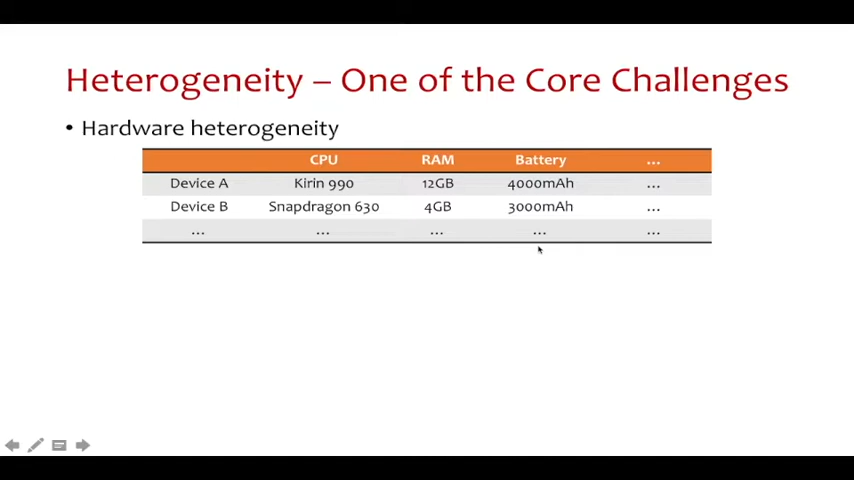 Heterogeneity – One of the Core Challenges
• Hardware heterogeneity
CPU RAM Battery ...
Device A Kirin 990 12GB 4000mAh ...
Device B Snapdragon 630 4GB 3000mAh ...
... ... ... ... ...